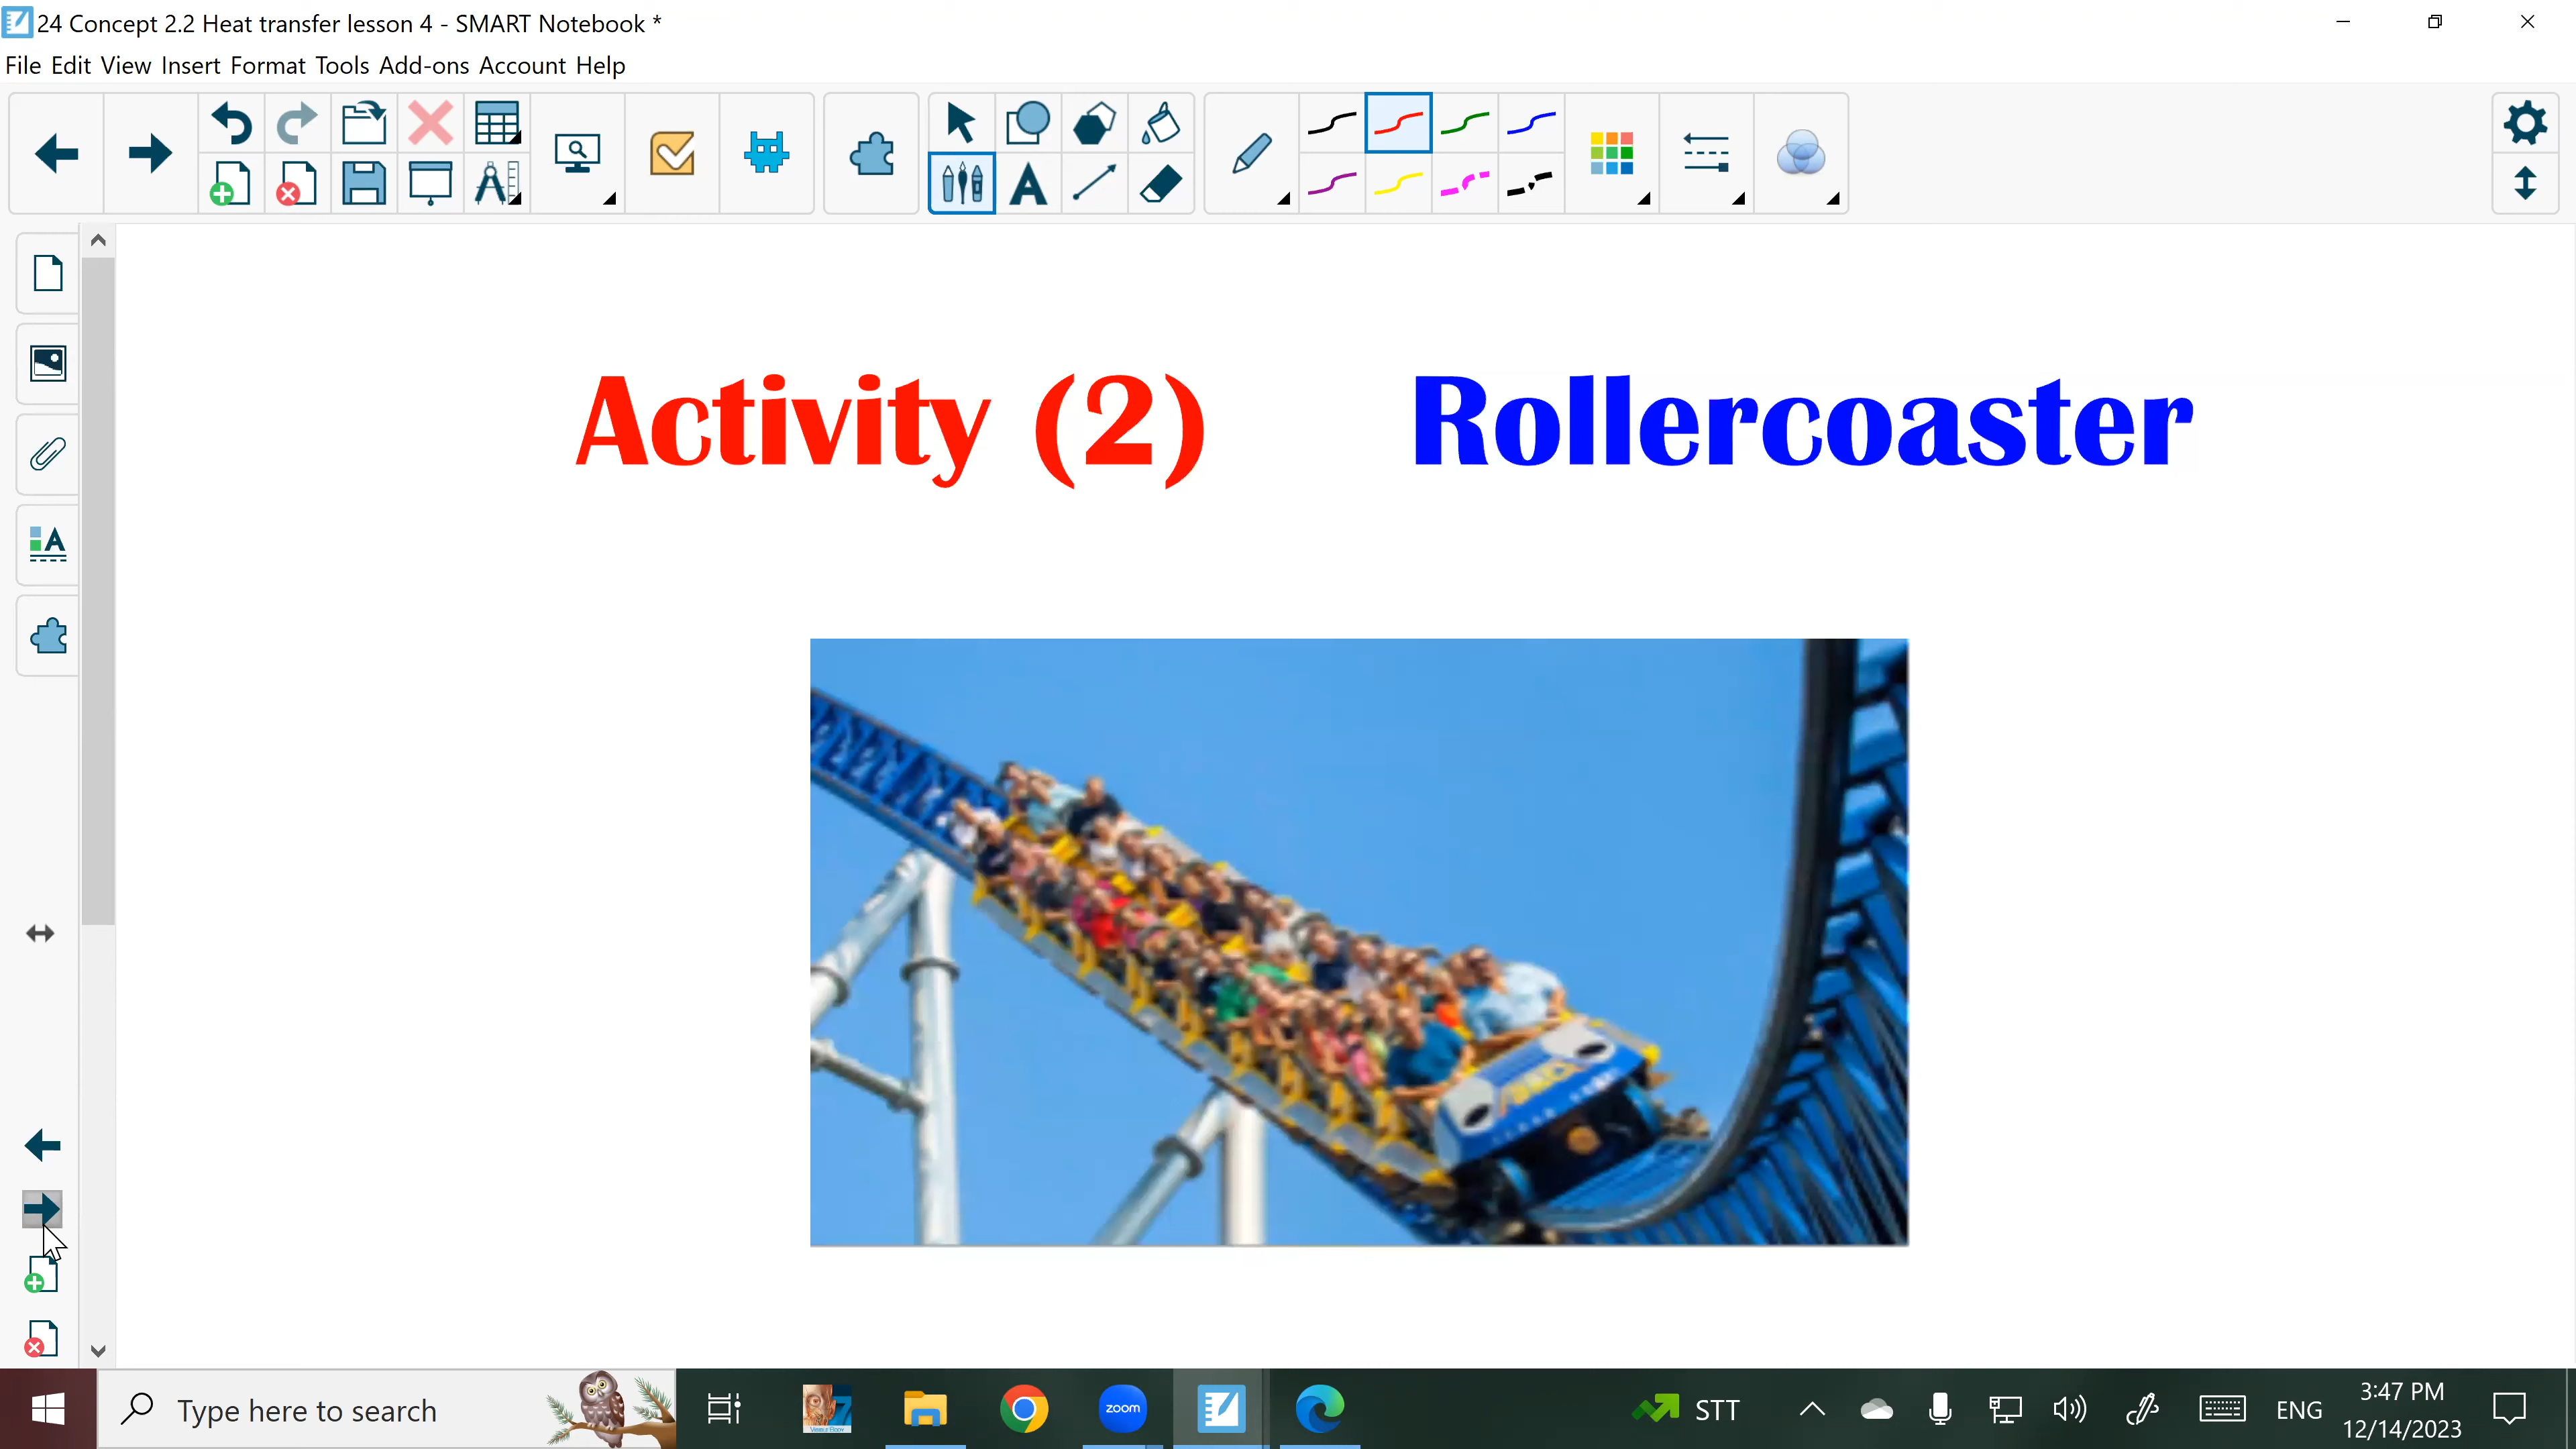 24 Concept 2.2 Heat transfer lesson 4 - SMART Notebook *
File Edit View Insert Format Tools Add-ons Account Help
Activity (2) Rollercoaster
Type here to search
zoom
STT
ENG
3:47 PM
12/14/2023